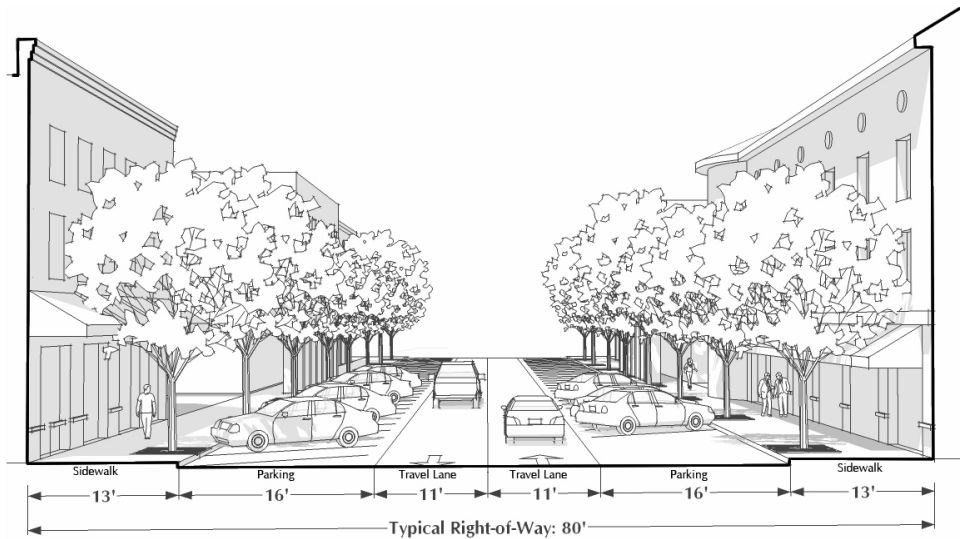 Sidewalk Parking Travel Lane Travel Lane Parking Sidewalk
13' 16' 11' 11' 16' 13'
Typical Right-of-Way: 80'